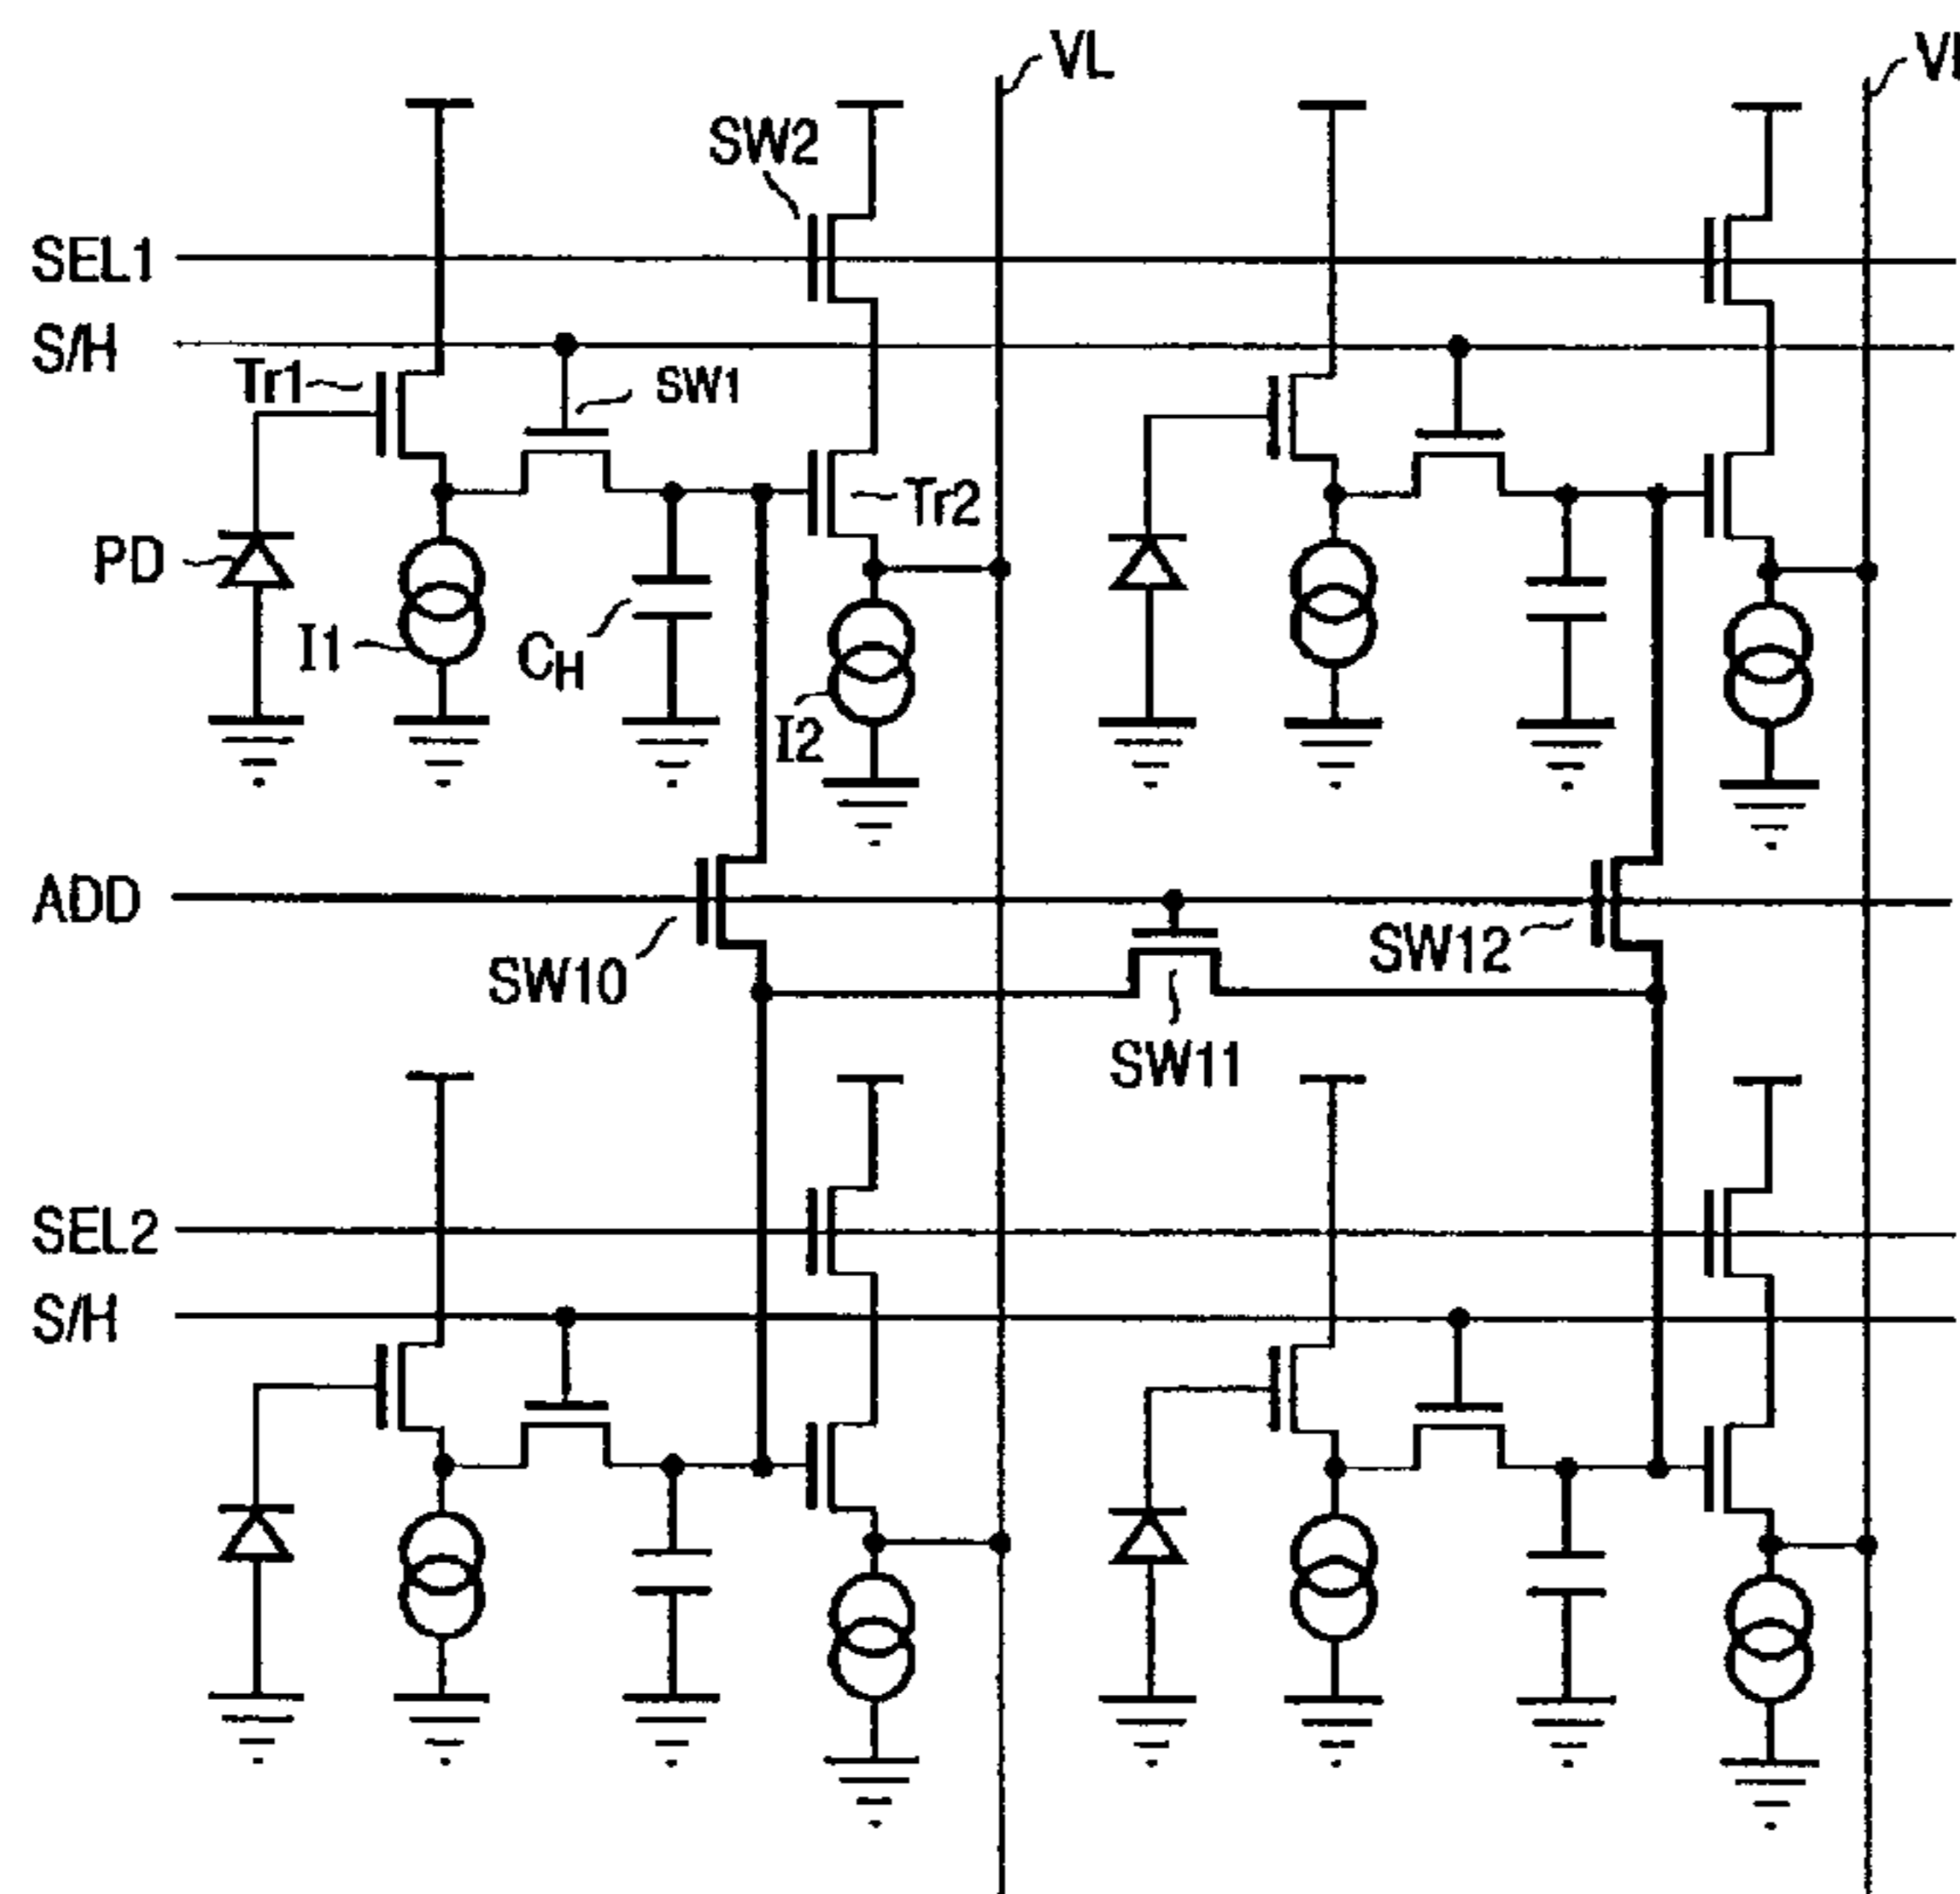 VL
SW2
SEL1
S/H
Tr1
SW1
Tr2
PD
I1
CH
I2
ADD
SW10
SW12
SW11
SEL2
S/H